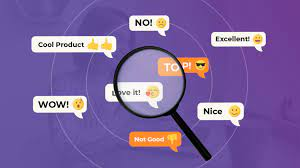 NO! ☹️
Cool Product 👍👍
Excellent! 😃
TOP! 😎
Love it! 🥳
WOW! 😮
Nice 🙂
Not Good 👎